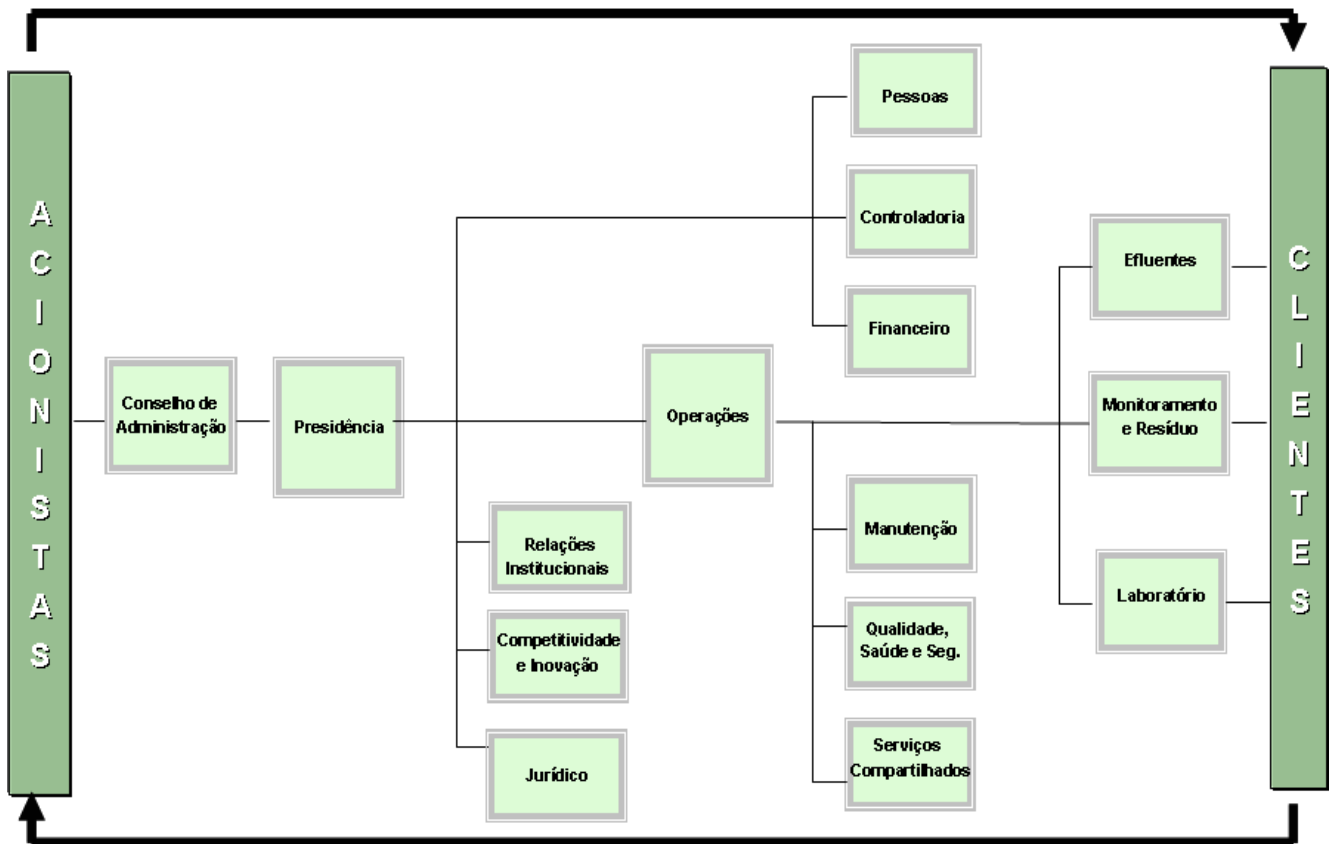 ACIONISTAS
Conselho de
Administração
Presidência
Pessoas
Controladoria
Financeiro
Operações
Relações
Institucionais
Competitividade
e Inovação
Jurídico
Manutenção
Qualidade,
Saúde e Seg.
Serviços
Compartilhados
Efluentes
Monitoramento
e Resíduo
Laboratório
CLIENTES